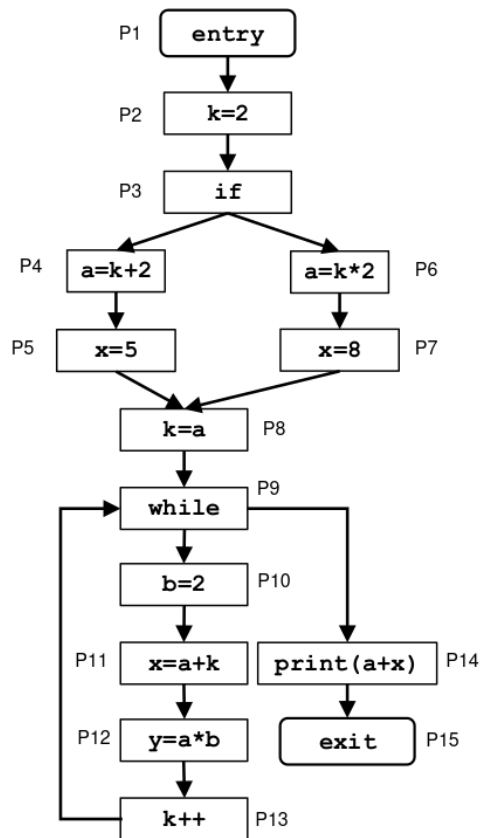 P1 entry
P2 k=2
P3 if
P4 a=k+2 a=k*2 P6
P5 x=5 x=8 P7
k=a P8
while P9
b=2 P10
P11 x=a+k print(a+x) P14
P12 y=a*b exit P15
k++ P13